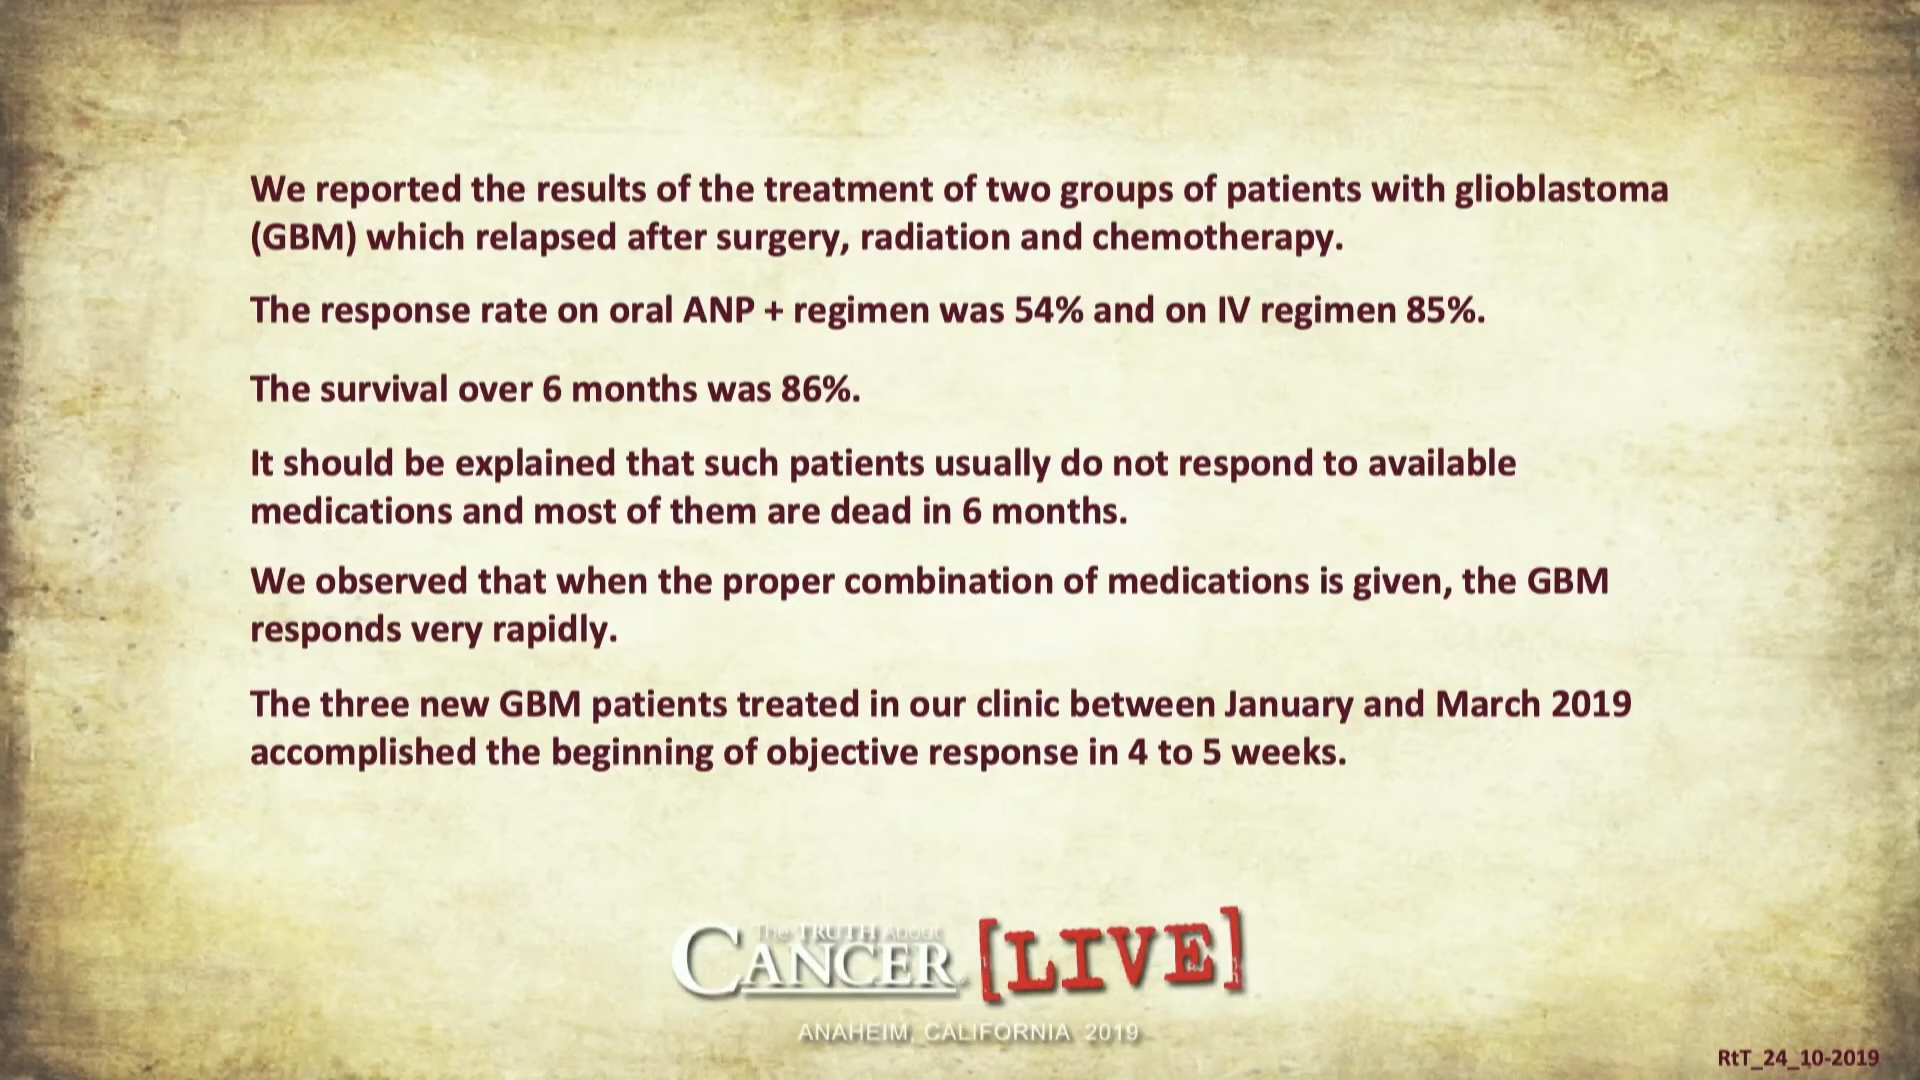 We reported the results of the treatment of two groups of patients with glioblastoma
(GBM) which relapsed after surgery, radiation and chemotherapy.
The response rate on oral ANP + regimen was 54% and on IV regimen 85%.
The survival over 6 months was 86%.
It should be explained that such patients usually do not respond to available
medications and most of them are dead in 6 months.
We observed that when the proper combination of medications is given, the GBM
responds very rapidly.
The three new GBM patients treated in our clinic between January and March 2019
accomplished the beginning of objective response in 4 to 5 weeks.
The TRUTH About
CANCER [LIVE]
ANAHEIM, CALIFORNIA 2019
RtT_24_10-2019